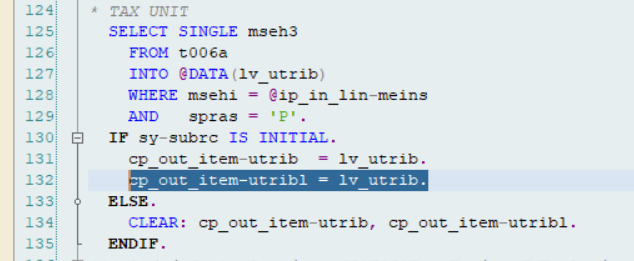 124 * TAX UNIT
125 SELECT SINGLE mseh3
126 FROM t006a
127 INTO @DATA(lv_utrib)
128 WHERE msehi = @ip_in_lin-meins
129 AND spras = 'P'.
130 IF sy-subrc IS INITIAL.
131 cp_out_item-utrib = lv_utrib.
132 cp_out_item-utribl = lv_utrib.
133 ELSE.
134 CLEAR: cp_out_item-utrib, cp_out_item-utribl.
135 ENDIF.